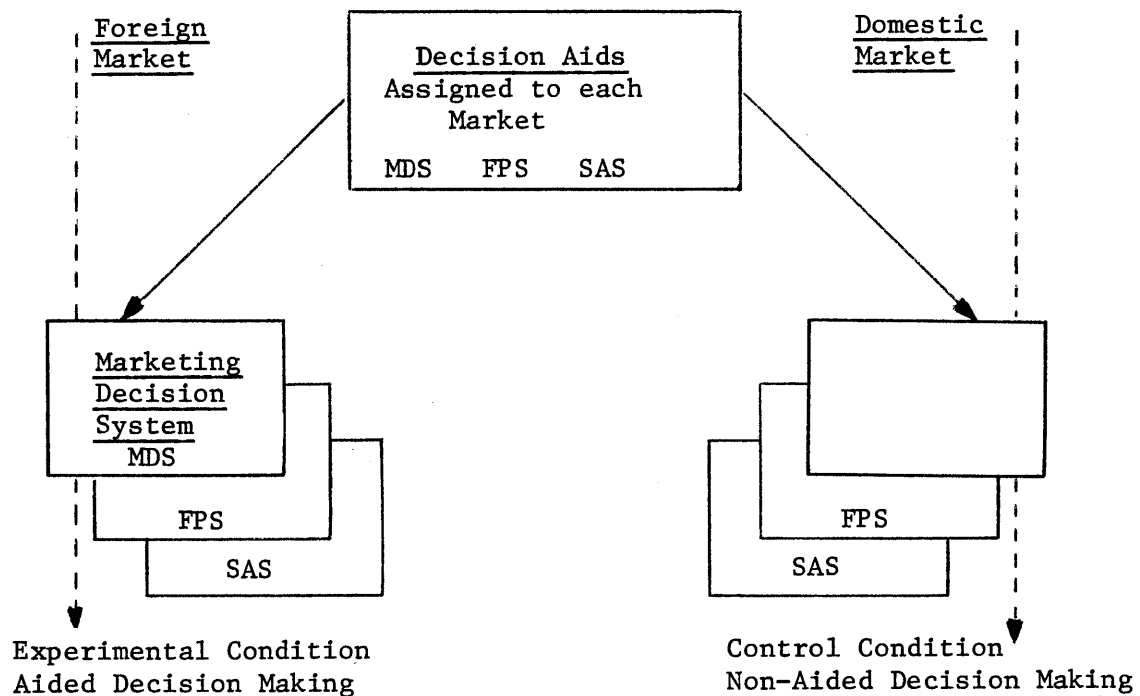 Foreign
Market
Decision Aids
Assigned to each
Market
MDS FPS SAS
Domestic
Market
Marketing
Decision
System
MDS
FPS
SAS
FPS
SAS
Experimental Condition
Aided Decision Making
Control Condition
Non-Aided Decision Making